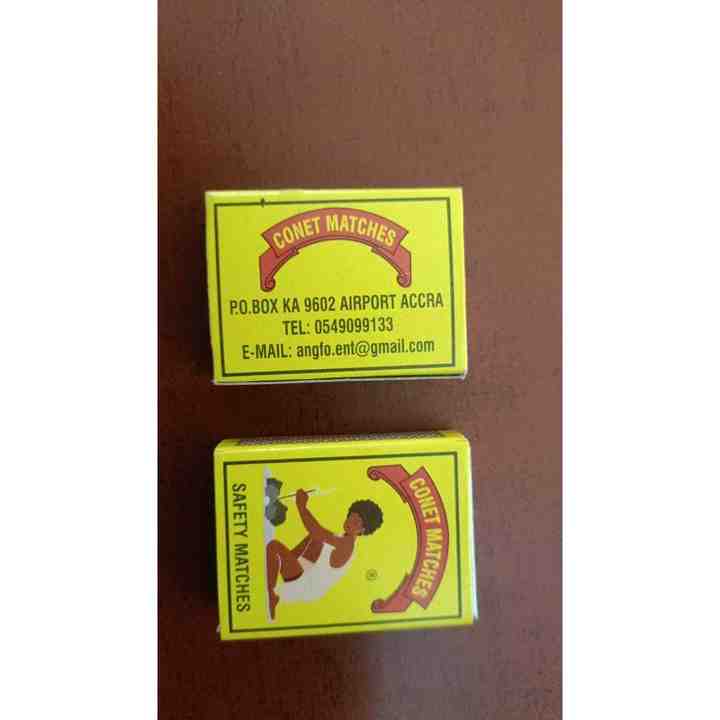 CONET MATCHES
P.O.BOX KA 9602 AIRPORT ACCRA
TEL: 0549099133
E-MAIL: angfo.ent@gmail.com
CONET MATCHES
®
SAFETY MATCHES